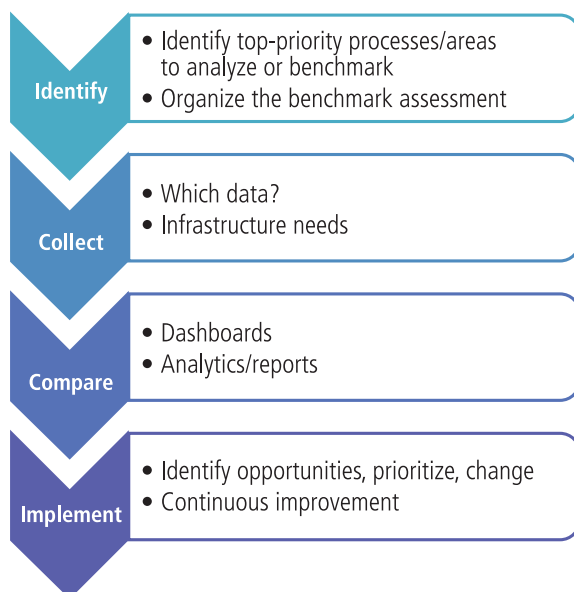 Identify
• Identify top-priority processes/areas
to analyze or benchmark
• Organize the benchmark assessment
Collect
• Which data?
• Infrastructure needs
Compare
• Dashboards
• Analytics/reports
Implement
• Identify opportunities, prioritize, change
• Continuous improvement